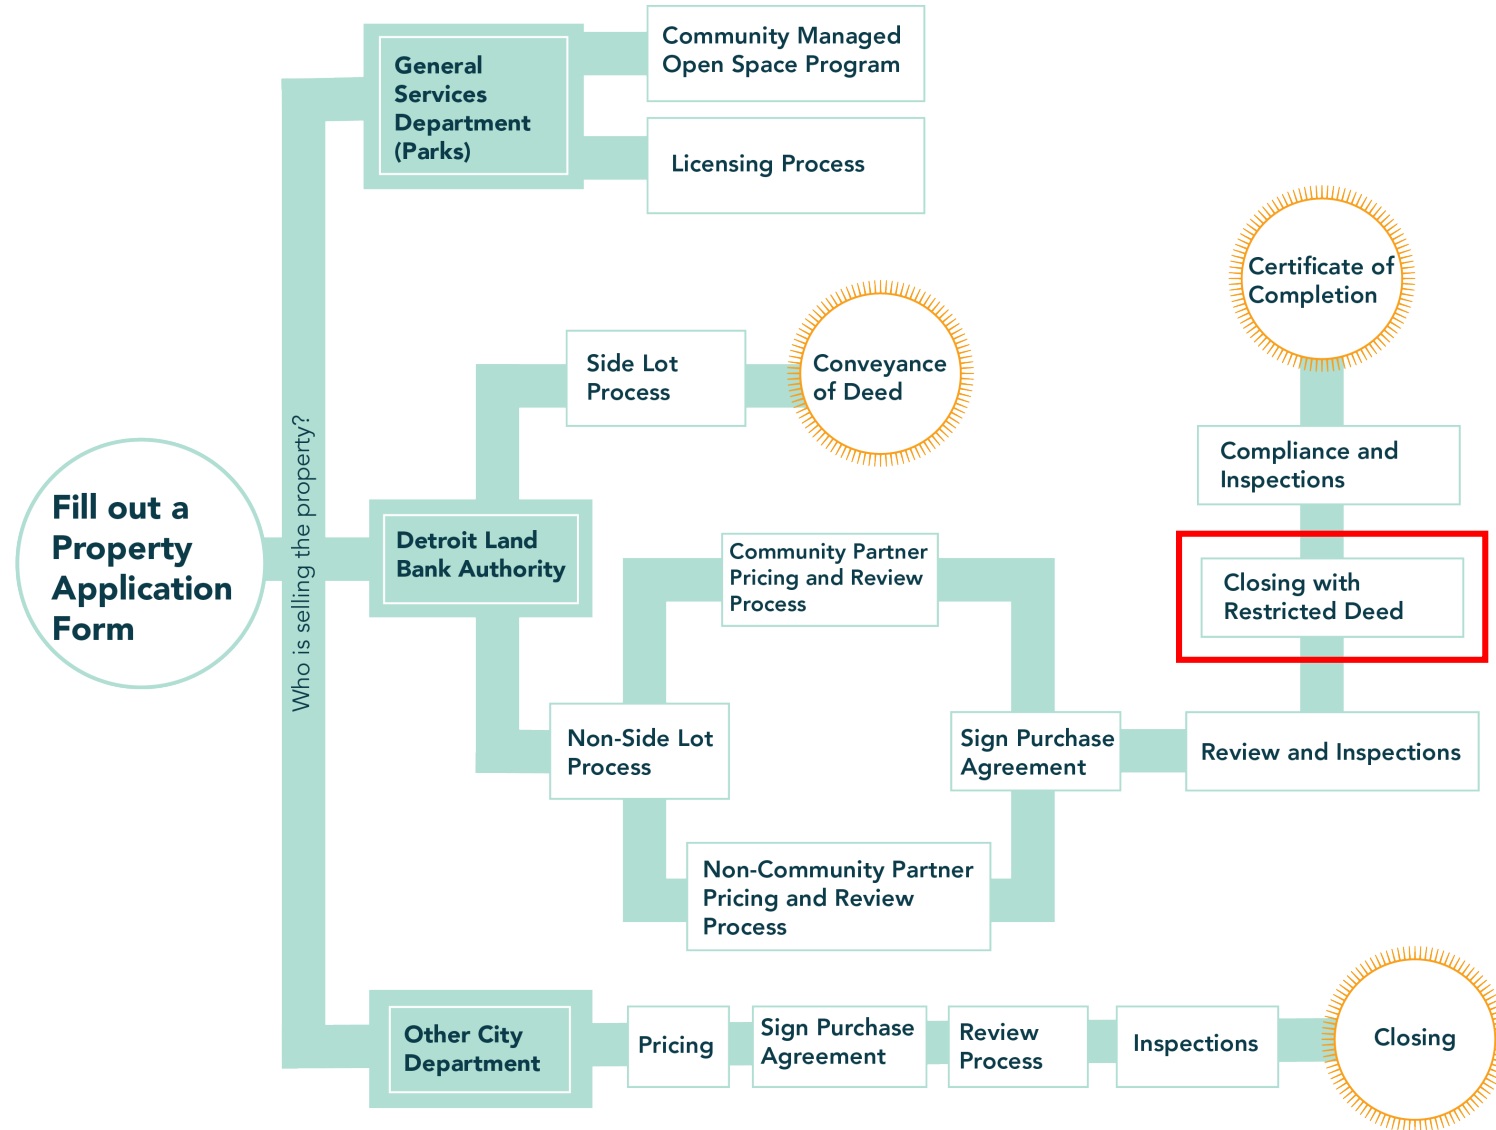 Community Managed
Open Space Program
General
Services
Department
(Parks)
Licensing Process
Certificate of
Completion
Side Lot
Process
Conveyance
of Deed
Compliance and
Inspections
Fill out a
Property
Application
Form
Who is selling the property?
Detroit Land
Bank Authority
Community Partner
Pricing and Review
Process
Closing with
Restricted Deed
Non-Side Lot
Process
Sign Purchase
Agreement
Review and Inspections
Non-Community Partner
Pricing and Review
Process
Other City
Department
Pricing
Sign Purchase
Agreement
Review
Process
Inspections
Closing